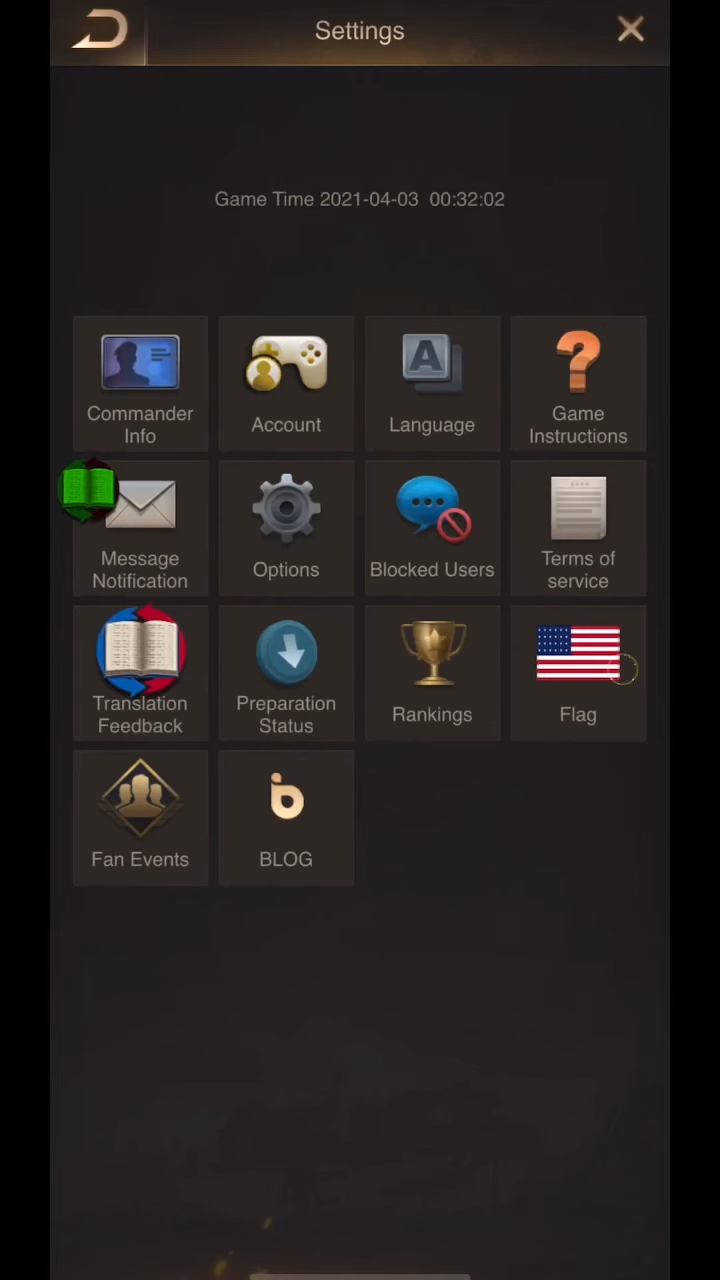 Settings
Game Time 2021-04-03 00:32:02
Commander
Info
Account
Language
Game
Instructions
Message
Notification
Options
Blocked Users
Terms of
service
Translation
Feedback
Preparation
Status
Rankings
Flag
Fan Events
BLOG